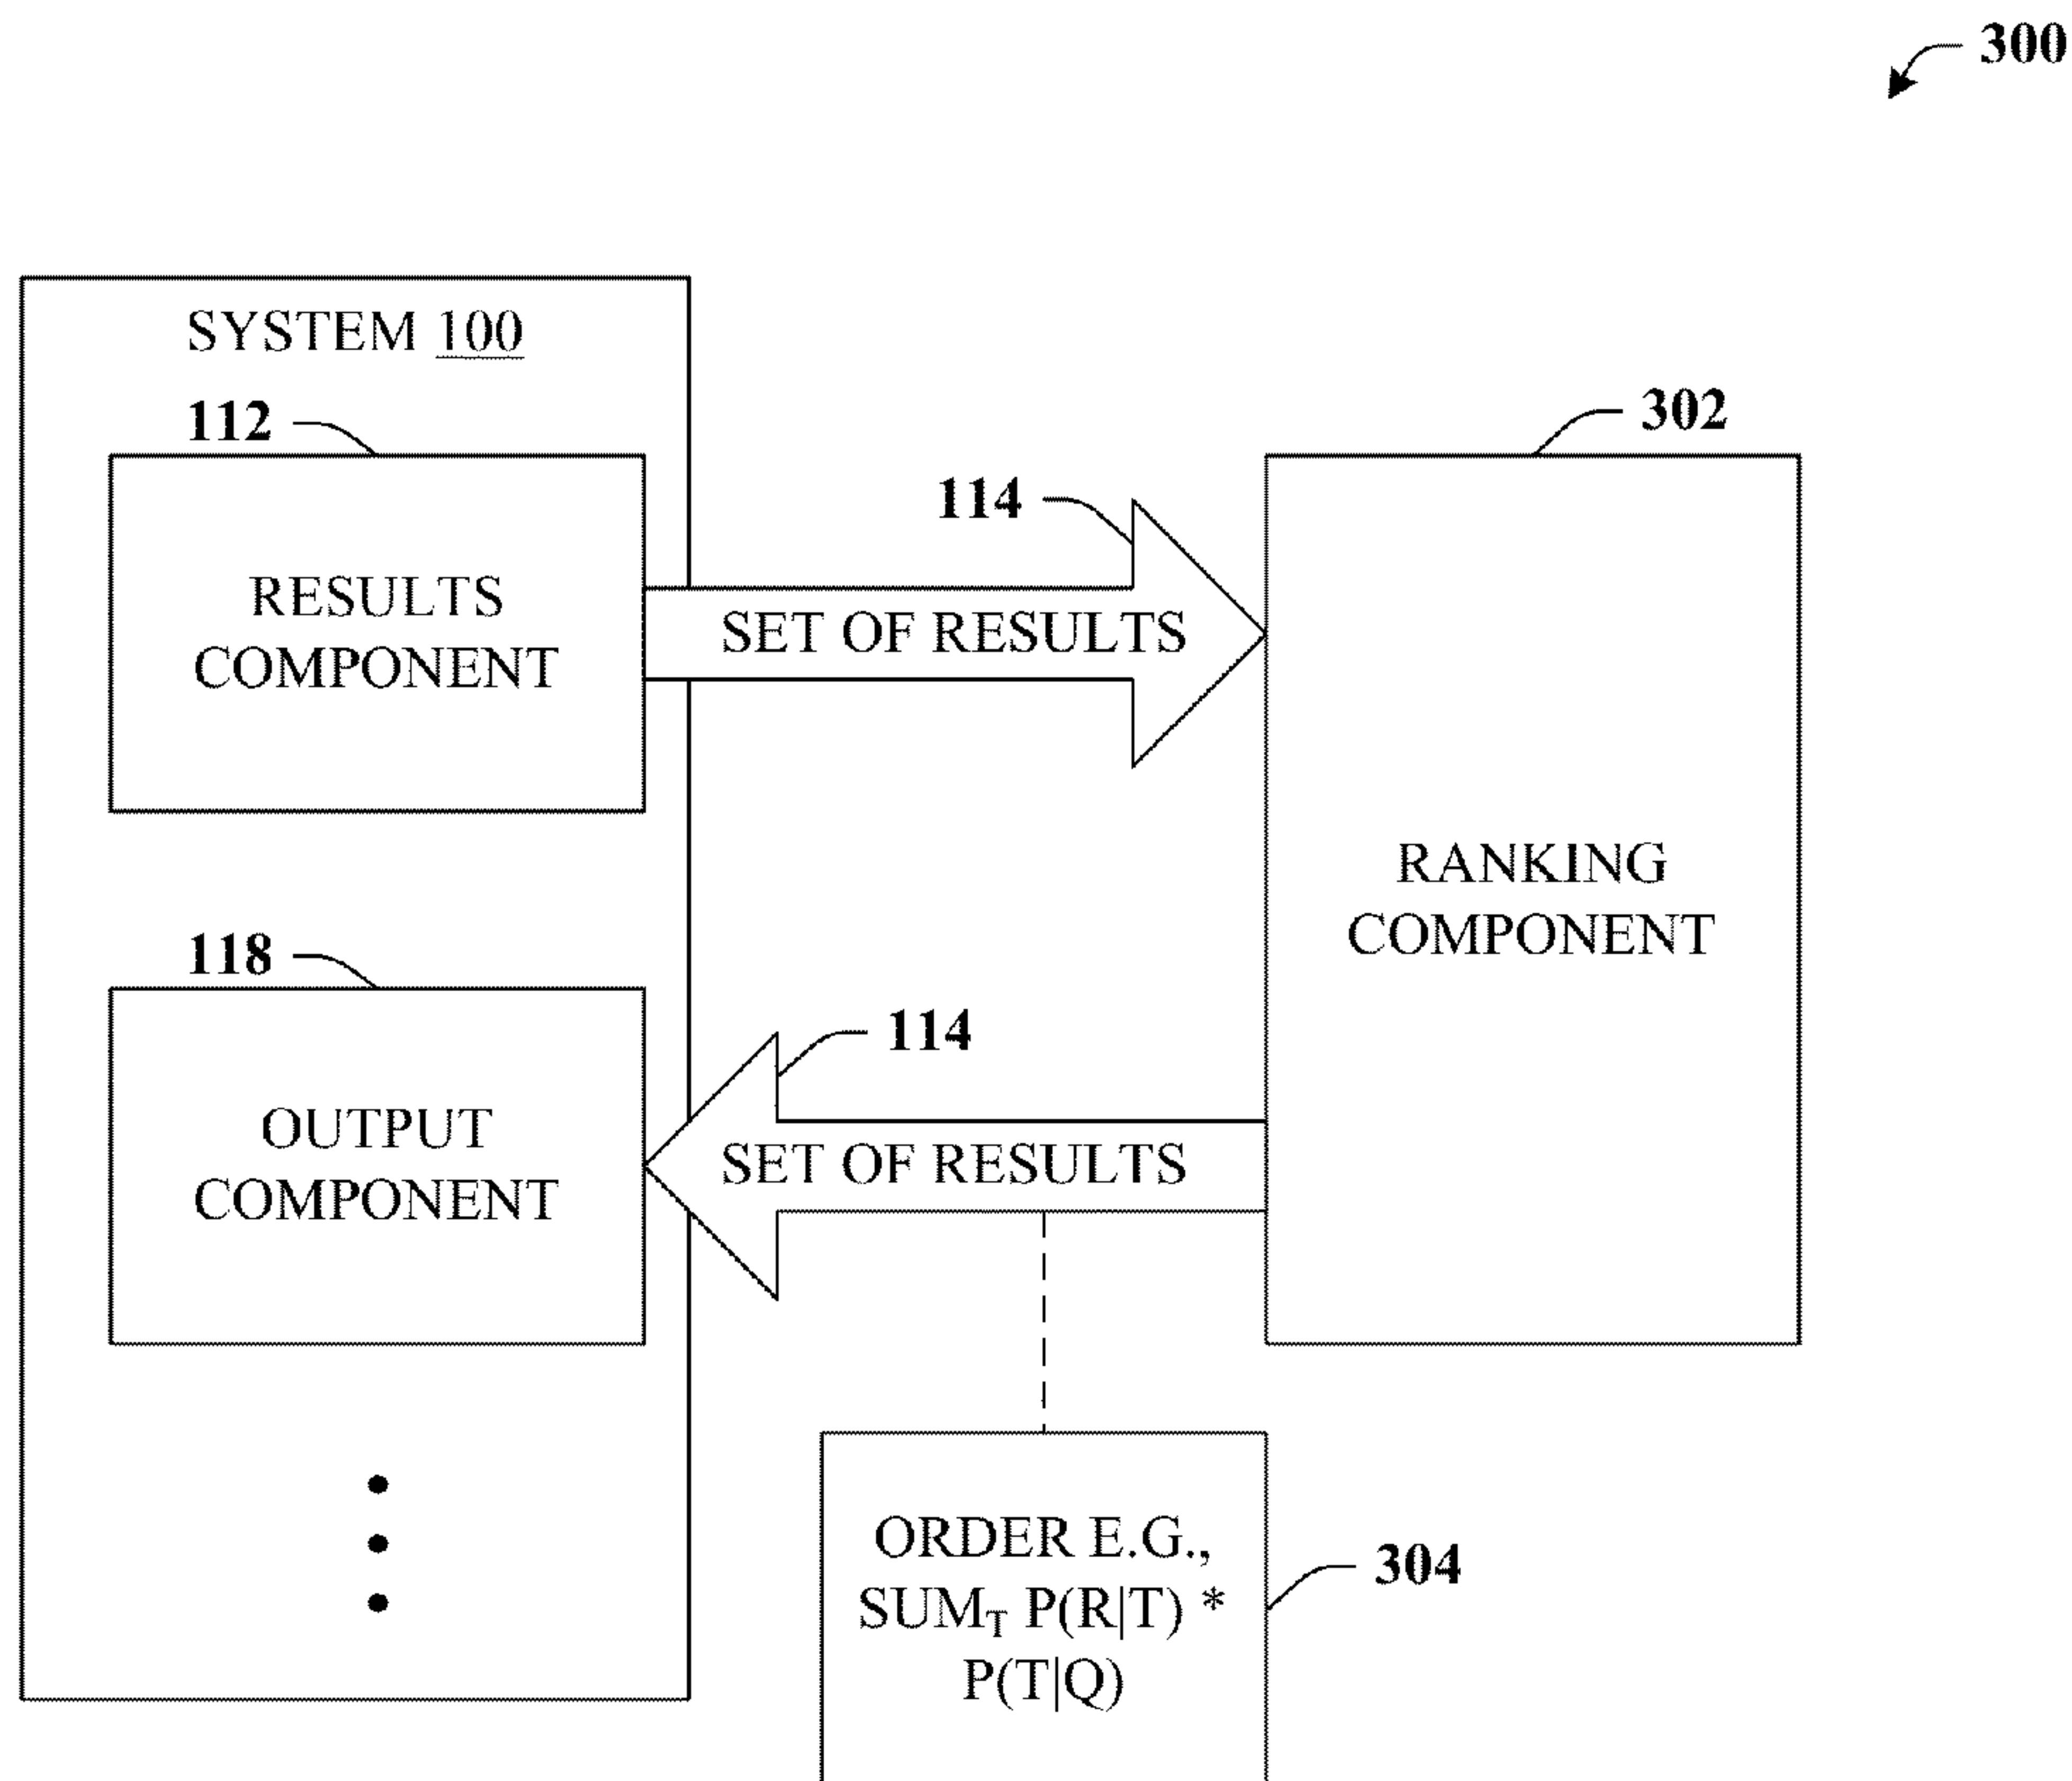 300
SYSTEM 100
112
302
114
RESULTS
COMPONENT
SET OF RESULTS
RANKING
COMPONENT
118
114
OUTPUT
COMPONENT
SET OF RESULTS
ORDER E.G.,
SUM_T P(R|T) *
P(T|Q)
304